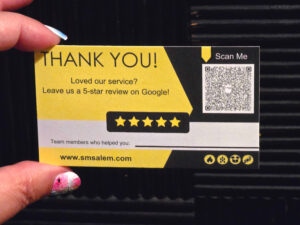 THANK YOU!
Scan Me
Loved our service?
Leave us a 5-star review on Google!
Team members who helped you:
www.smsalem.com